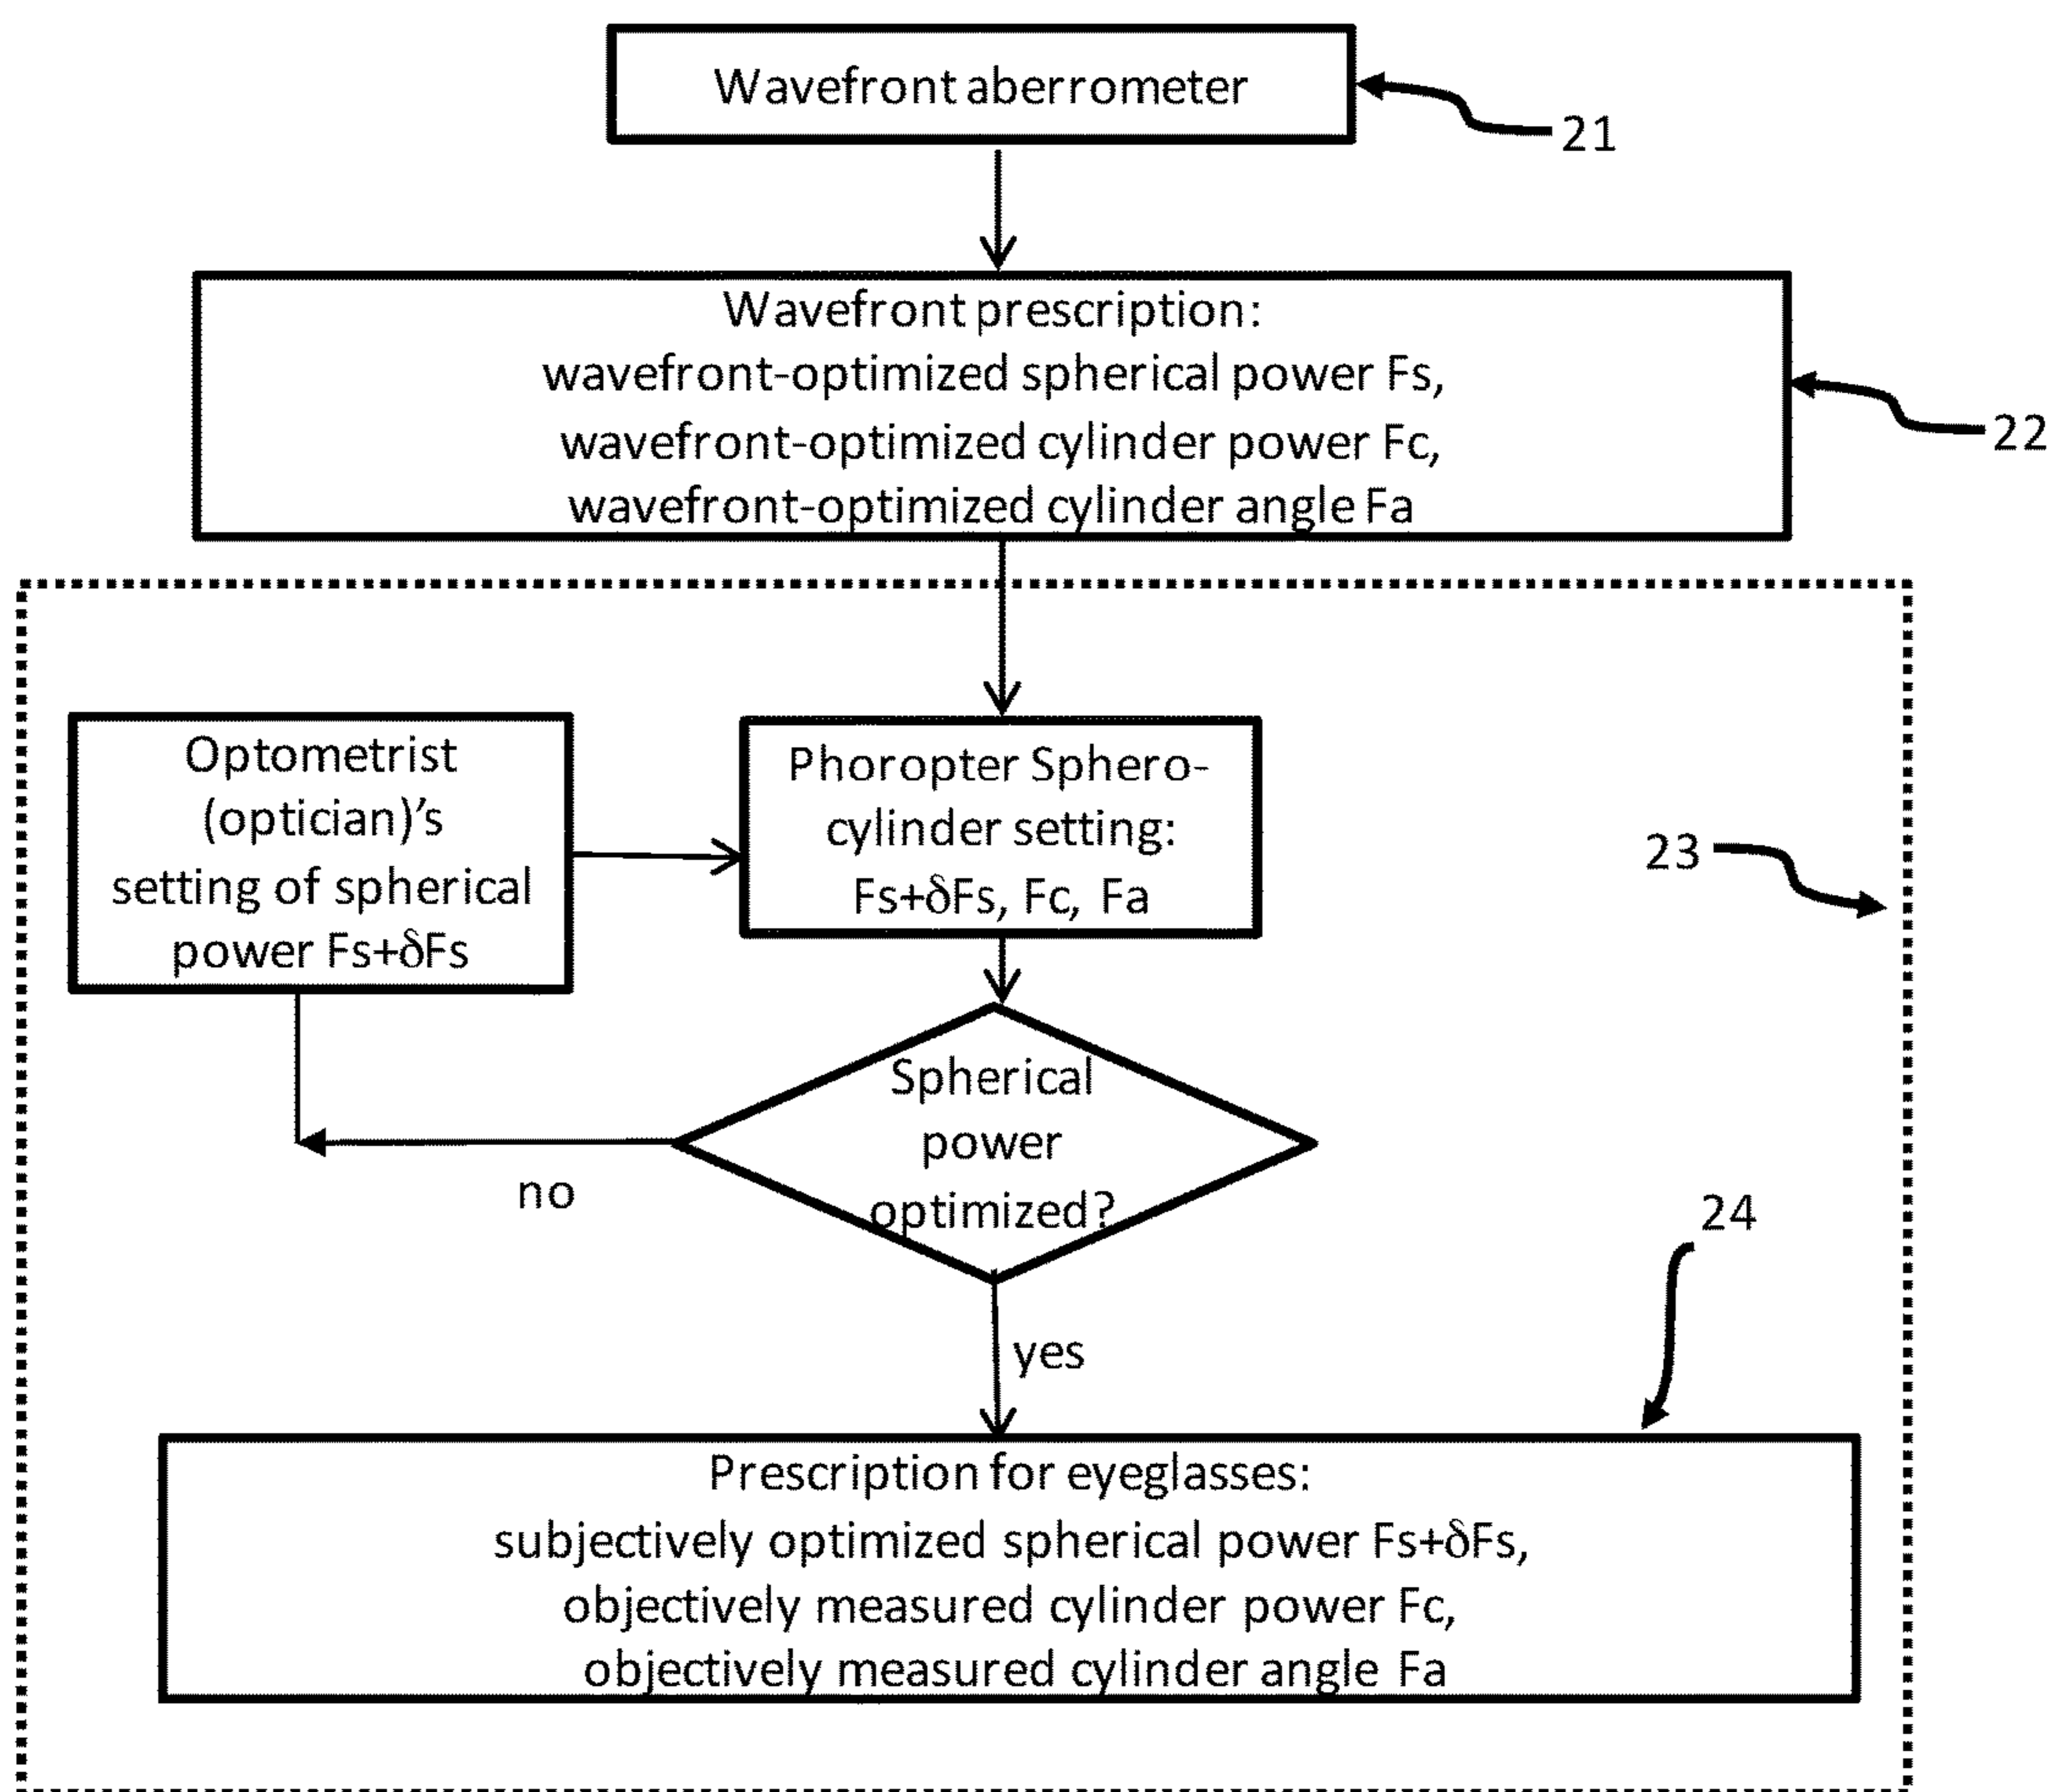 Wavefront aberrometer
21
Wavefront prescription:
wavefront-optimized spherical power Fs,
wavefront-optimized cylinder power Fc,
wavefront-optimized cylinder angle Fa
22
Optometrist
(optician)’s
setting of spherical
power Fs+δFs
Phoropter Sphero-
cylinder setting:
Fs+δFs, Fc, Fa
23
Spherical
power
optimized?
no
yes
24
Prescription for eyeglasses:
subjectively optimized spherical power Fs+δFs,
objectively measured cylinder power Fc,
objectively measured cylinder angle Fa